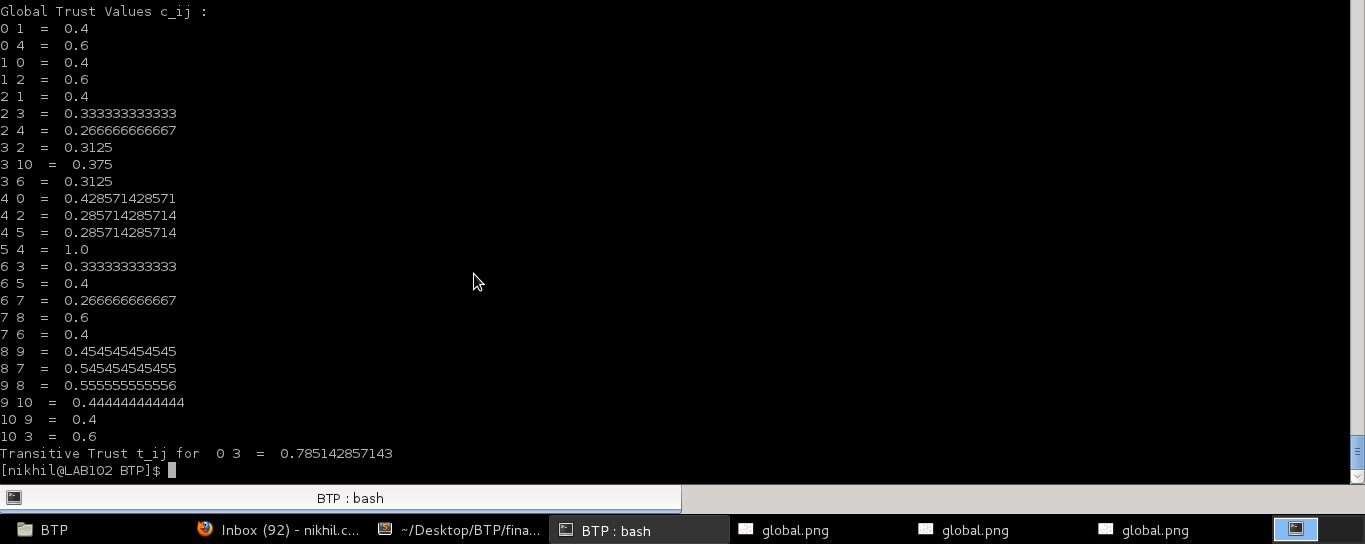 Global Trust Values c_ij :
0 1  =  0.4
0 4  =  0.6
1 0  =  0.4
1 2  =  0.6
2 1  =  0.4
2 3  =  0.333333333333
2 4  =  0.266666666667
3 2  =  0.3125
3 10  =  0.375
3 6  =  0.3125
4 0  =  0.428571428571
4 2  =  0.285714285714
4 5  =  0.285714285714
5 4  =  1.0
6 3  =  0.333333333333
6 5  =  0.4
6 7  =  0.266666666667
7 8  =  0.6
7 6  =  0.4
8 9  =  0.454545454545
8 7  =  0.545454545455
9 8  =  0.555555555556
9 10  =  0.444444444444
10 9  =  0.4
10 3  =  0.6
Transitive Trust t_ij for  0 3  =  0.785142857143
[nikhil@LAB102 BTP]$
BTP : bash
BTP Inbox (92) - nikhil.c... ~/Desktop/BTP/fina... BTP : bash global.png global.png global.png